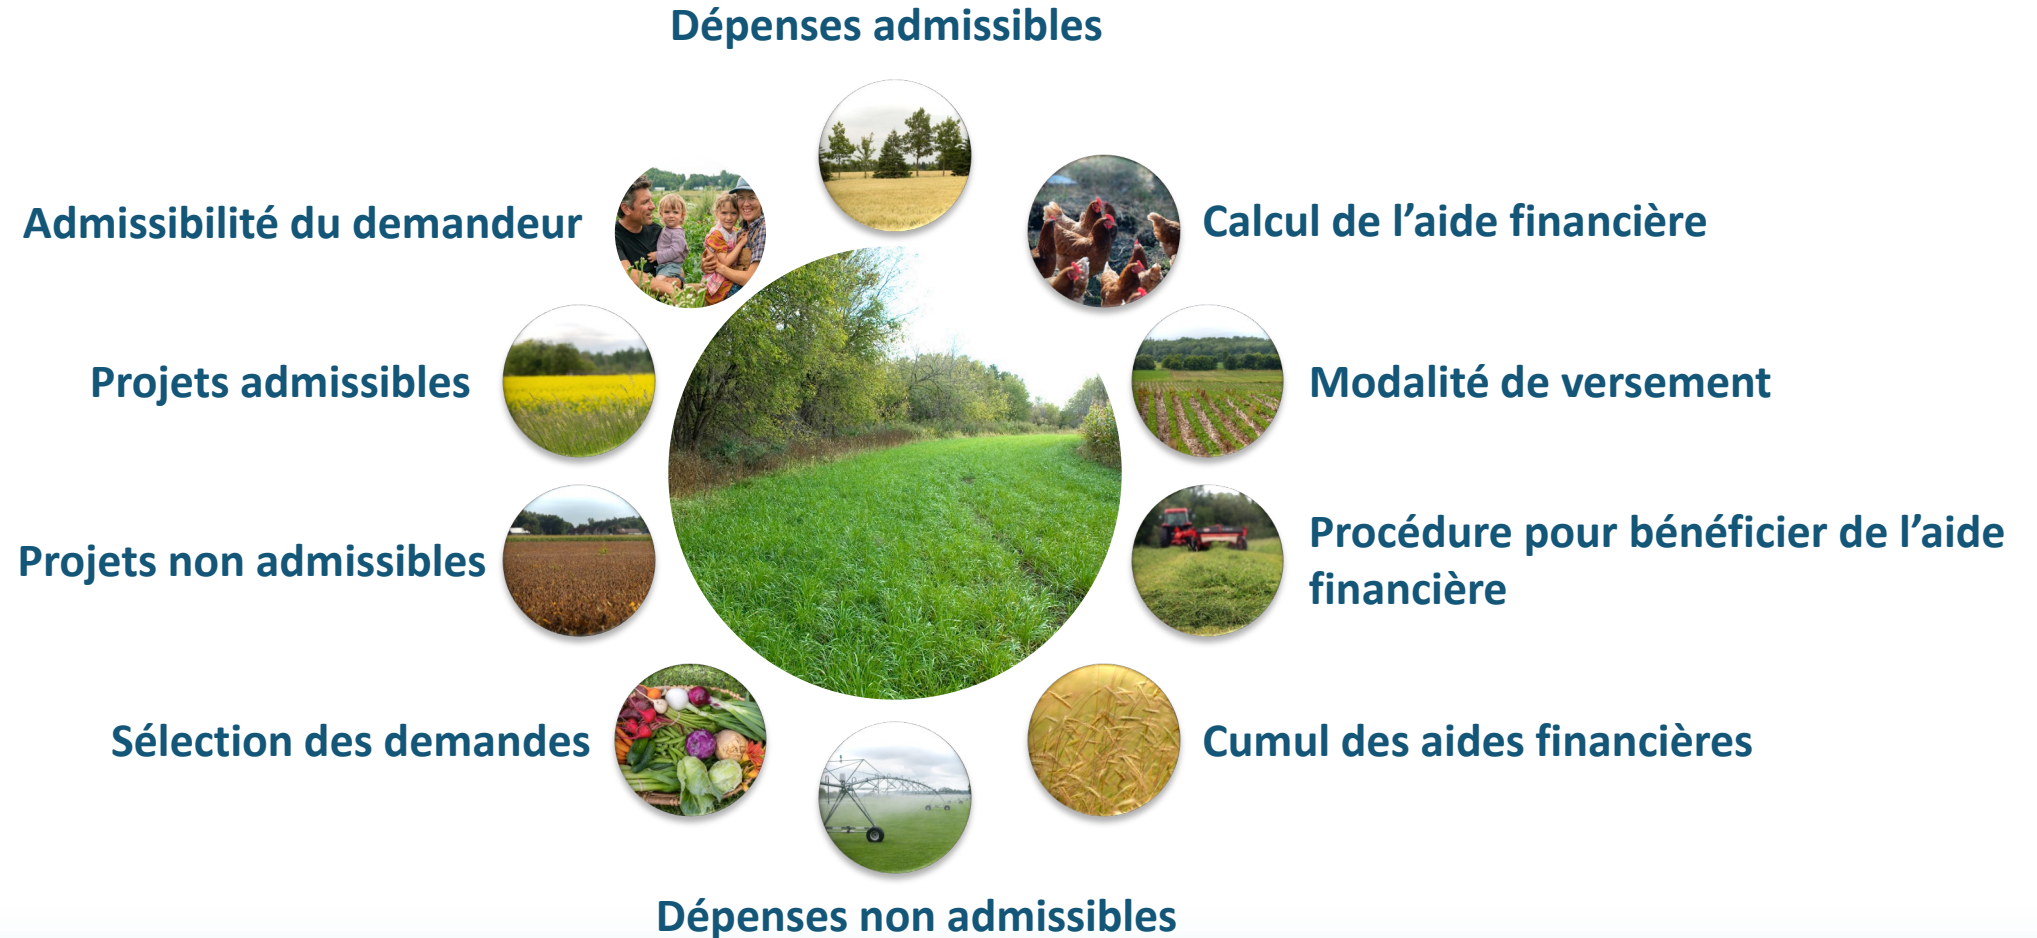 Dépenses admissibles
Admissibilité du demandeur
Calcul de l’aide financière
Projets admissibles
Modalité de versement
Projets non admissibles
Procédure pour bénéficier de l’aide
financière
Sélection des demandes
Cumul des aides financières
Dépenses non admissibles